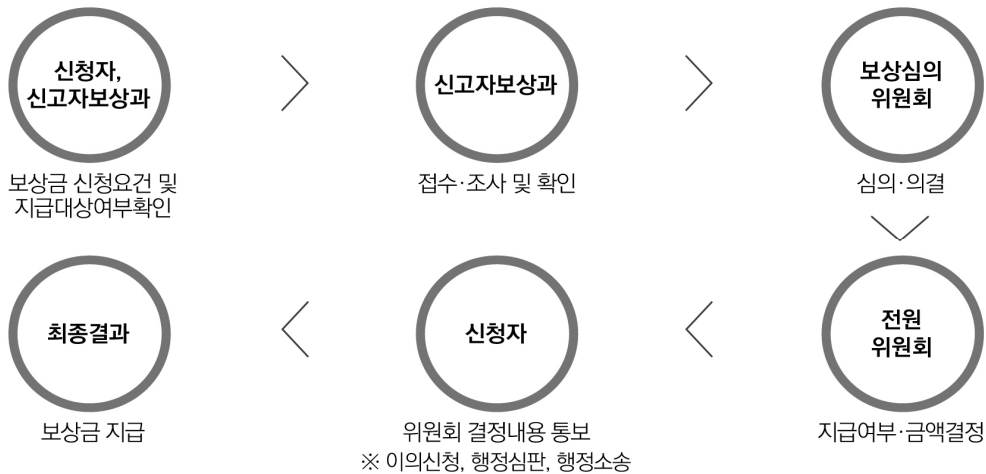 신청자,
신고자보상과
보상금 신청요건 및
지급대상여부확인
신고자보상과
접수·조사 및 확인
보상심의
위원회
심의·의결
전원
위원회
지급여부·금액결정
신청자
위원회 결정내용 통보
※ 이의신청, 행정심판, 행정소송
최종결과
보상금 지급